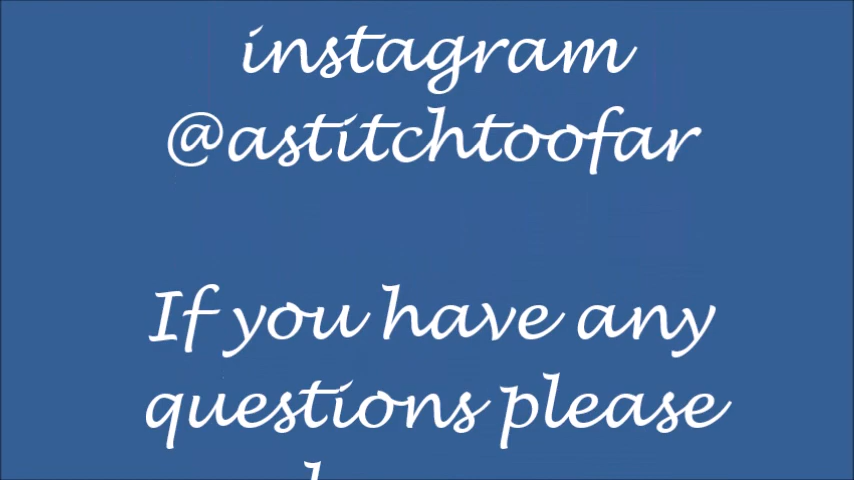 instagram
@astitchtoofar
If you have any
questions please